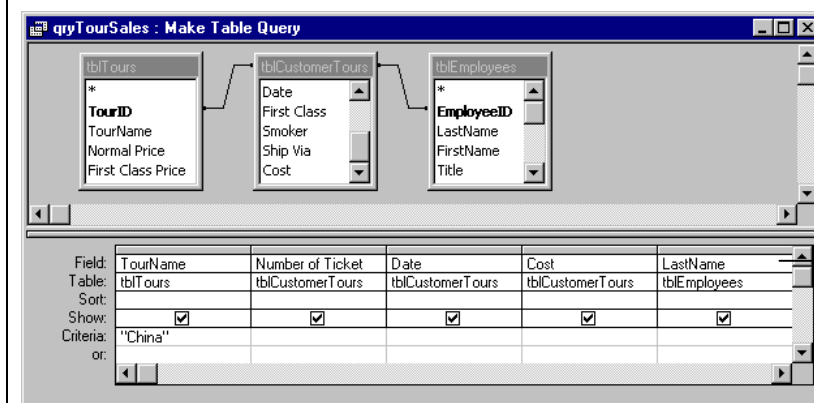 qryTourSales : Make Table Query
tblTours
*
TourID
TourName
Normal Price
First Class Price
tblCustomerTours
Date
First Class
Smoker
Ship Via
Cost
tblEmployees
*
EmployeeID
LastName
FirstName
Title
Field: TourName Number of Ticket Date Cost LastName
Table: tblTours tblCustomerTours tblCustomerTours tblCustomerTours tblEmployees
Sort:
Show:
Criteria: "China"
or: